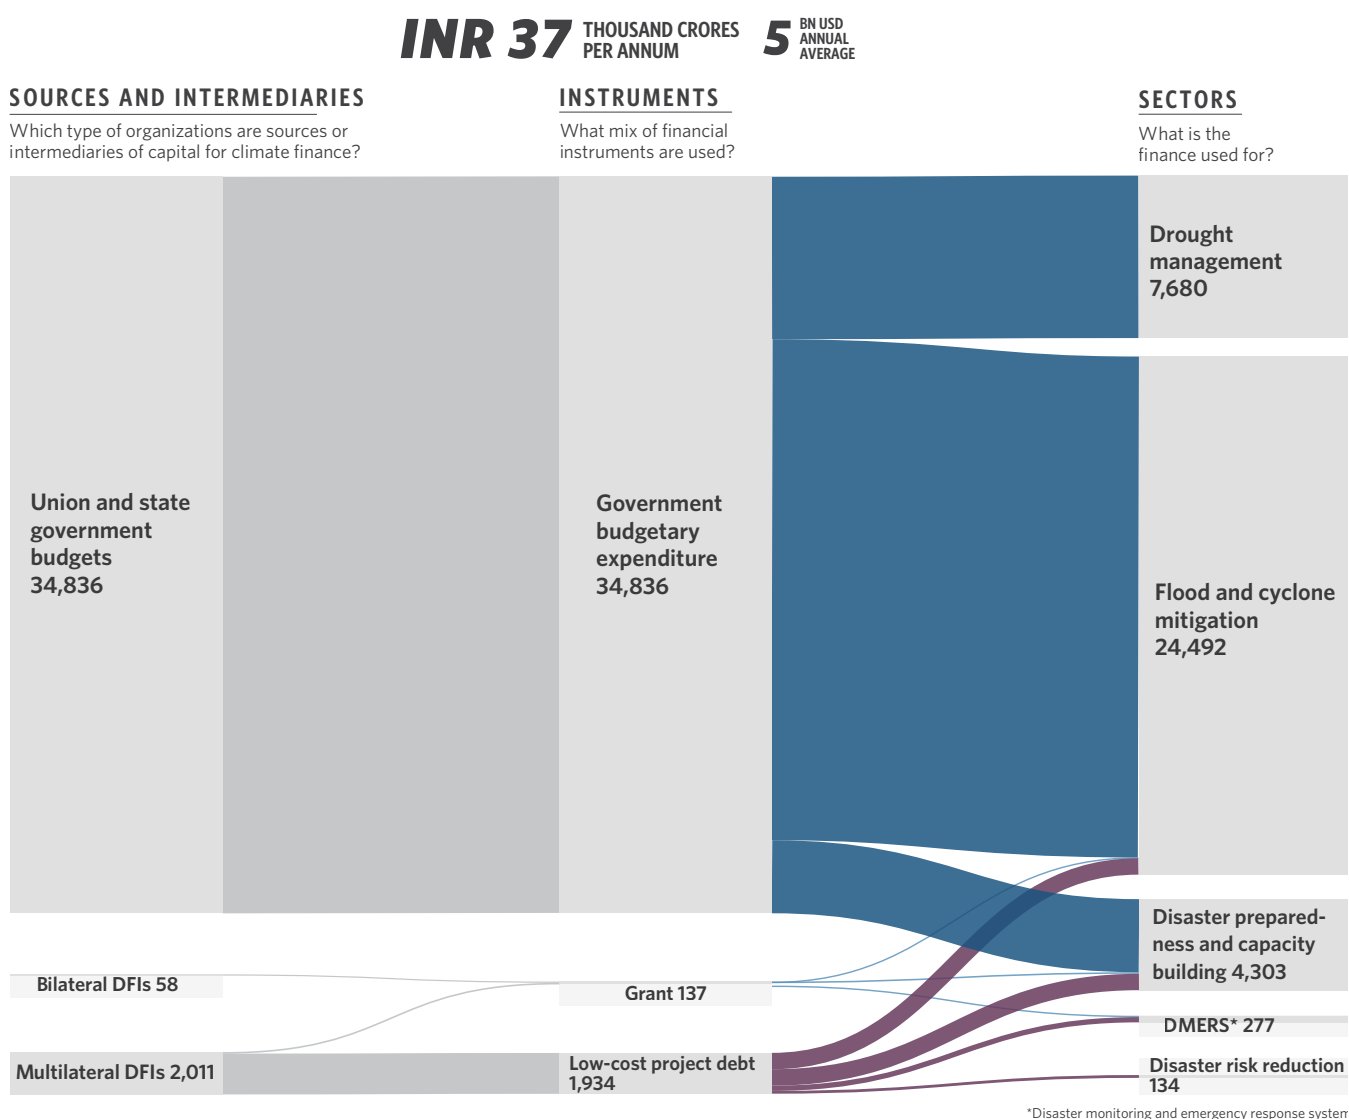 INR 37 THOUSAND CRORES PER ANNUM 5 BN USD ANNUAL AVERAGE
SOURCES AND INTERMEDIARIES
Which type of organizations are sources or
intermediaries of capital for climate finance?
INSTRUMENTS
What mix of financial
instruments are used?
SECTORS
What is the
finance used for?
Union and state
government
budgets
34,836
Bilateral DFIs 58
Multilateral DFIs 2,011
Government
budgetary
expenditure
34,836
Grant 137
Low-cost project debt
1,934
Drought
management
7,680
Flood and cyclone
mitigation
24,492
Disaster prepared-
ness and capacity
building 4,303
DMERS* 277
Disaster risk reduction
134
*Disaster monitoring and emergency response system